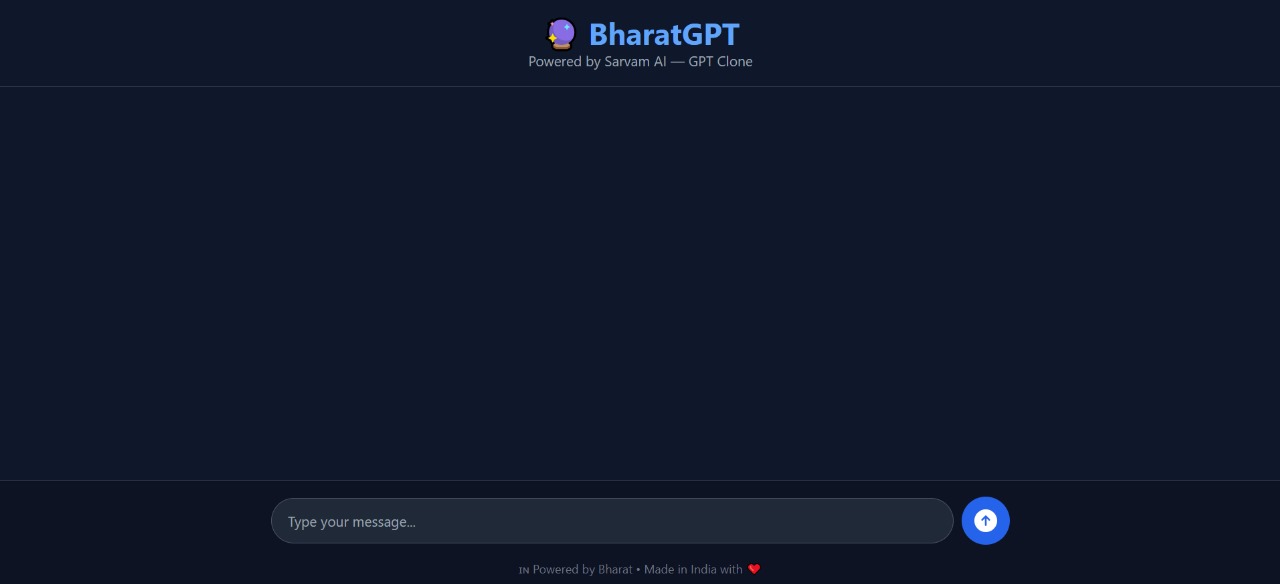 🔮 BharatGPT
Powered by Sarvam AI — GPT Clone
Type your message...
IN Powered by Bharat • Made in India with ❤️